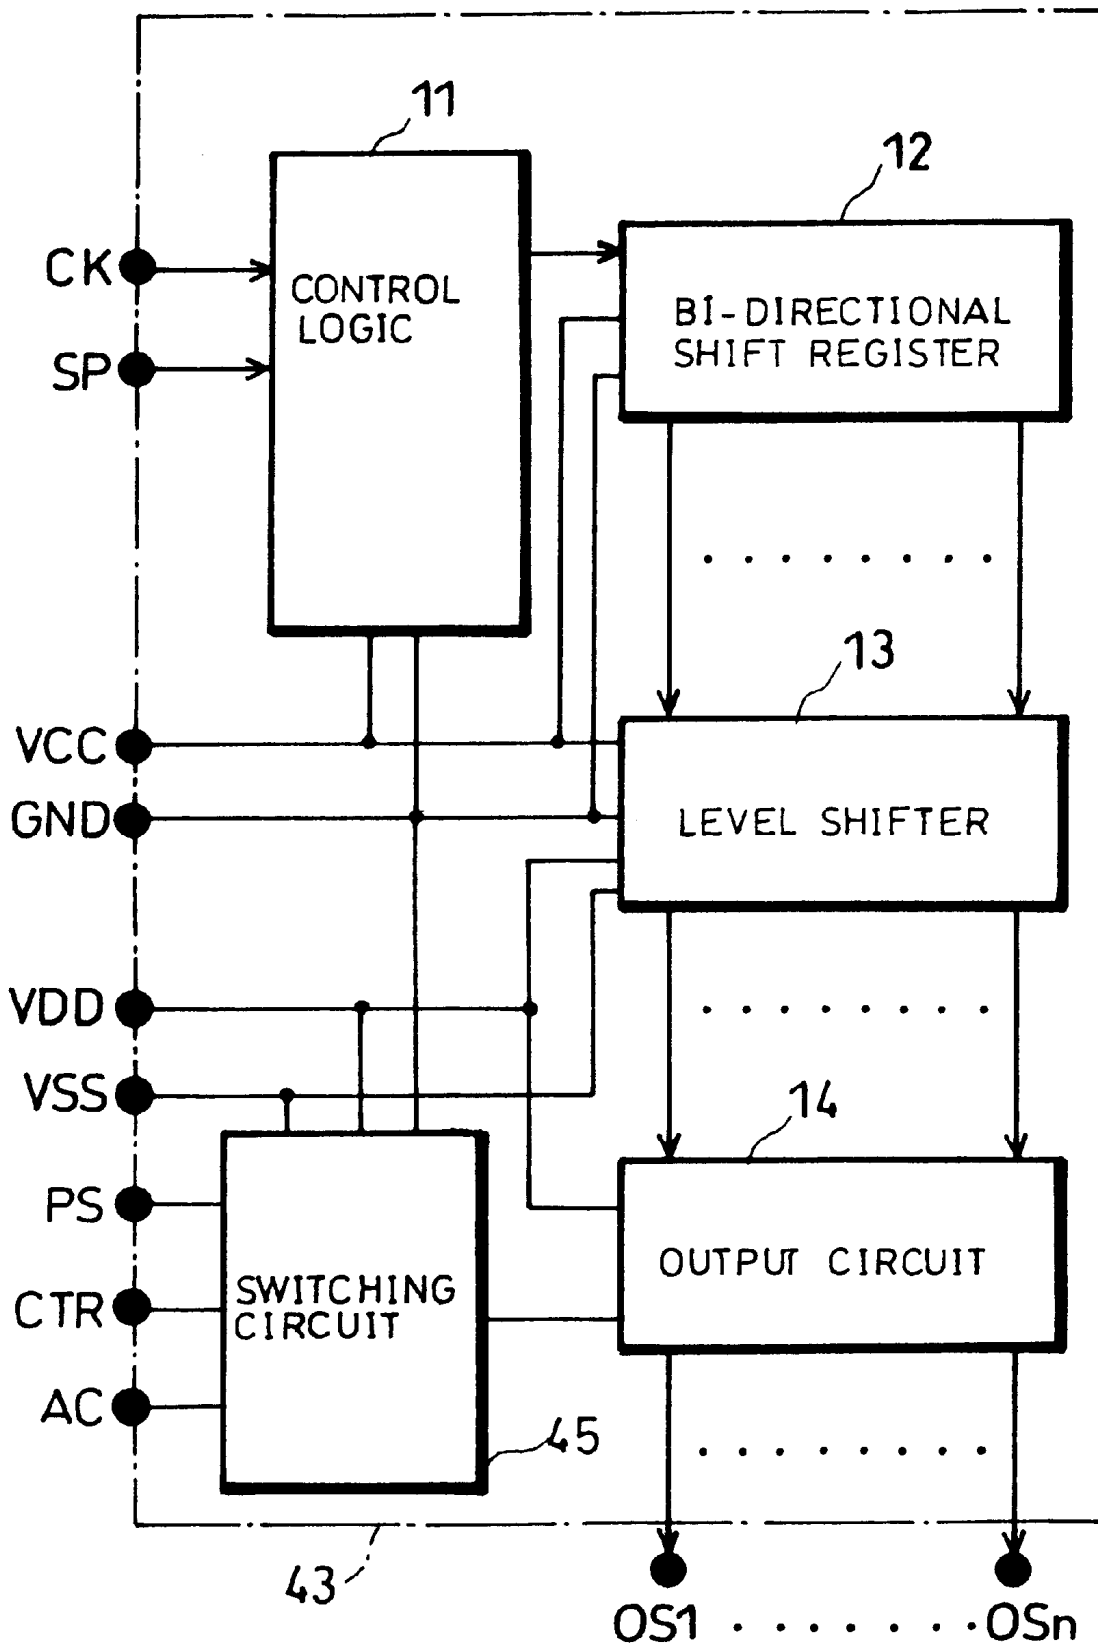 11
12
CK
CONTROL
LOGIC
BI-DIRECTIONAL
SHIFT REGISTER
SP
13
VCC
GND
LEVEL SHIFTER
VDD
VSS
14
PS
OUTPUT CIRCUIT
SWITCHING
CIRCUIT
CTR
AC
45
43
OS1 ........ OSn